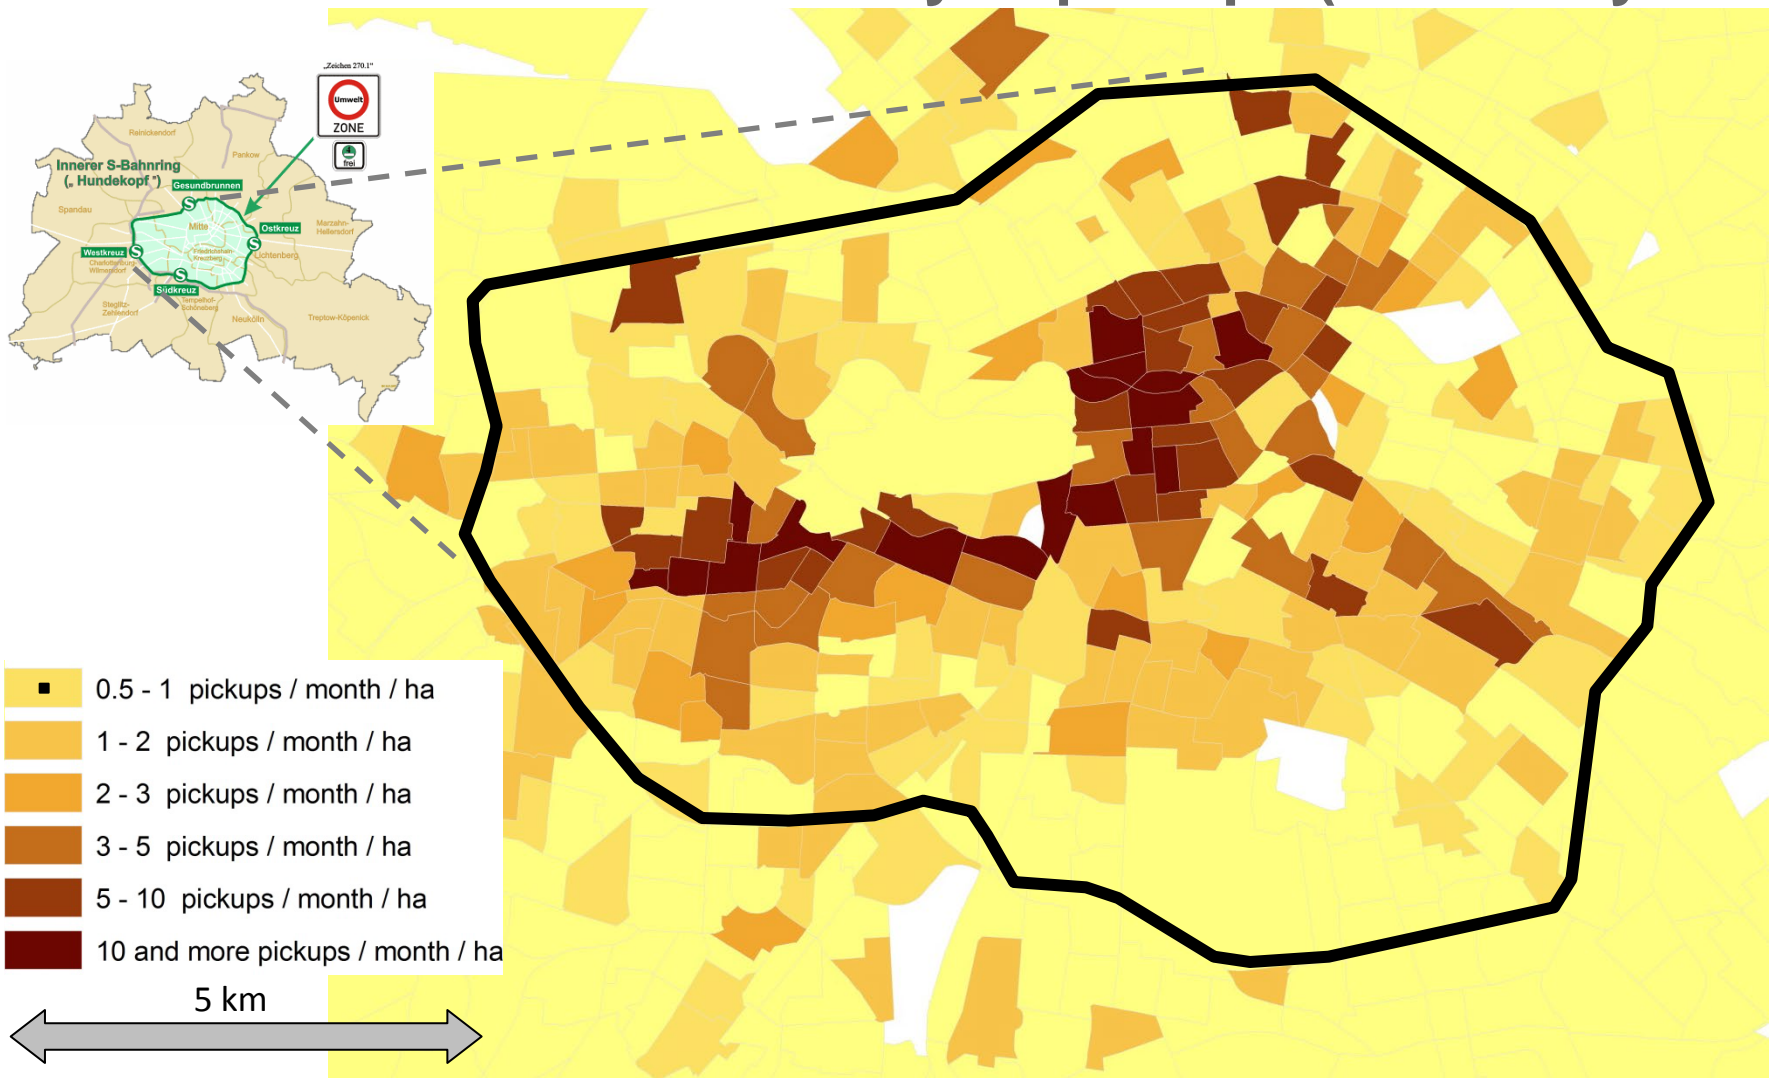 „Zeichen 270.1"
Umwelt
ZONE
frei
Reinickendorf
Pankow
Innerer S-Bahnring
(„ Hundekopf ")
Gesundbrunnen
S
Spandau
Mitte
Ostkreuz
Marzahn-
Hellersdorf
S
Westkreuz
S
Friedrichshain-
Kreuzberg
Lichtenberg
Charlottenburg-
Wilmersdorf
S
Südkreuz
Steglitz-
Zehlendorf
Tempelhof-
Schöneberg
Neukölln
Treptow-Köpenick
0.5 - 1 pickups / month / ha
1 - 2 pickups / month / ha
2 - 3 pickups / month / ha
3 - 5 pickups / month / ha
5 - 10 pickups / month / ha
10 and more pickups / month / ha
5 km